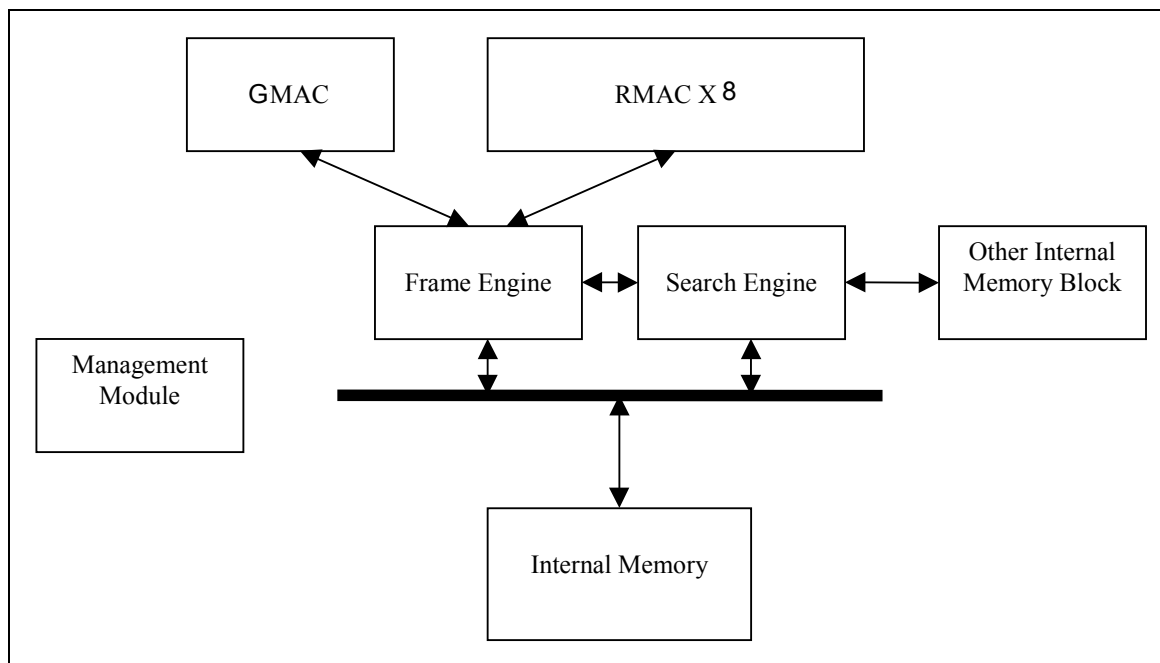 GMAC
RMAC X 8
Frame Engine
Search Engine
Other Internal
Memory Block
Management
Module
Internal Memory